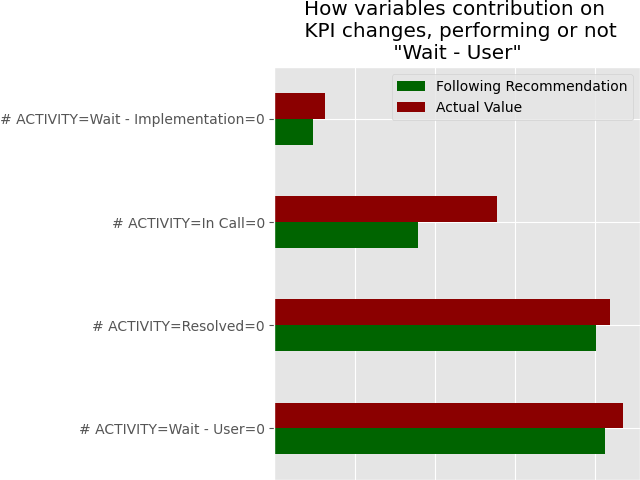 How variables contribution on
KPI changes, performing or not
"Wait - User"
Following Recommendation
Actual Value
# ACTIVITY=Wait - Implementation=0
# ACTIVITY=In Call=0
# ACTIVITY=Resolved=0
# ACTIVITY=Wait - User=0